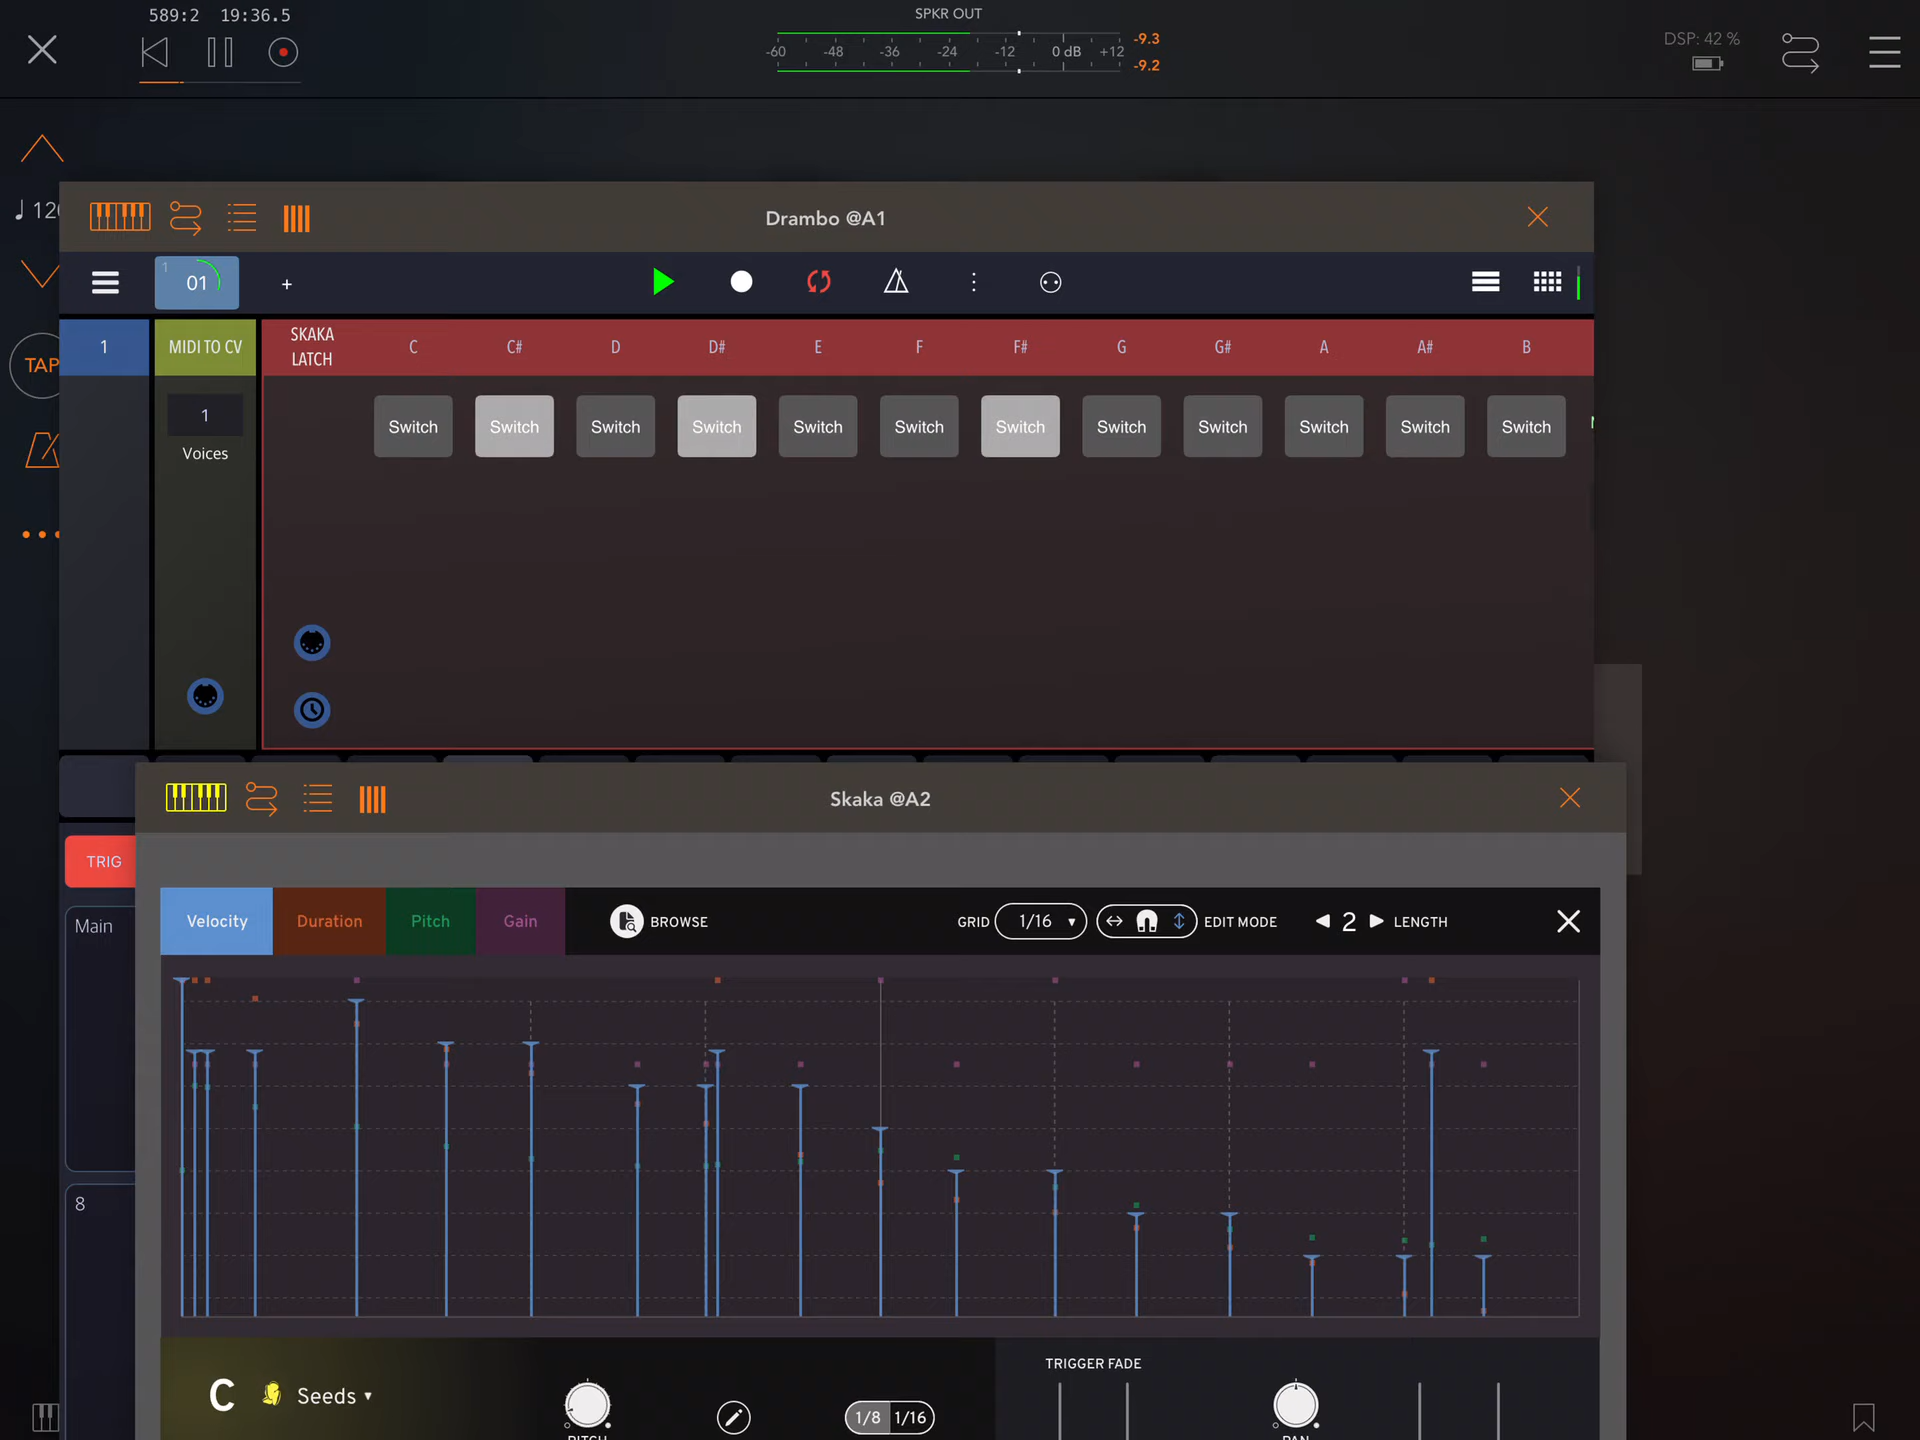 589:2 19:36.5
SPKR OUT
-60 -48 -36 -24 -12 0 dB +12
-9.3
-9.2
DSP: 42 %
Drambo @A1
1
01
+
1
MIDI TO CV
SKAKA
LATCH
C C# D D# E F F# G G# A A# B
TAP
1
Voices
Switch Switch Switch Switch Switch Switch Switch Switch Switch Switch Switch Switch
Skaka @A2
TRIG
Main
8
Velocity Duration Pitch Gain BROWSE GRID 1/16 EDIT MODE 2 LENGTH
TRIGGER FADE
C Seeds
1/8 1/16